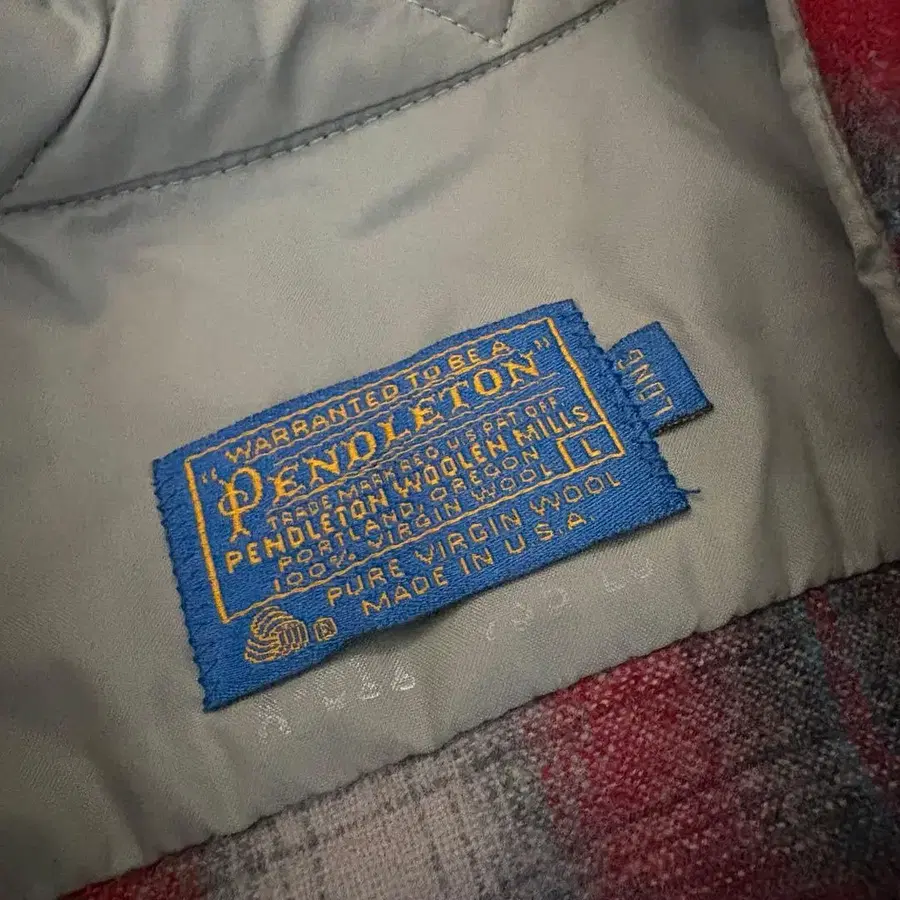 "WARRANTED TO BE A
PENDLETON"
TRADE MARK REG US PAT OFF
PENDLETON WOOLEN MILLS
PORTLAND, OREGON
100% VIRGIN WOOL
L
PURE VIRGIN WOOL
MADE IN U.S.A.
LONG